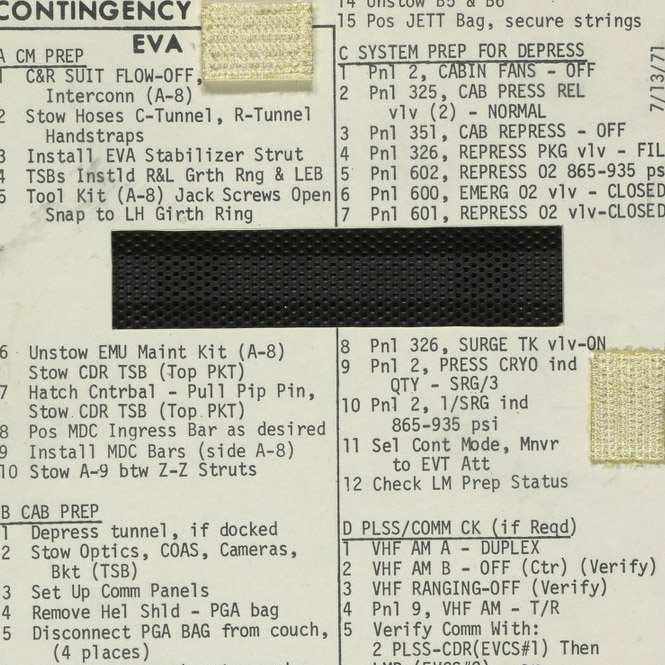 CONTINGENCY
EVA
A CM PREP
1 C&R SUIT FLOW-OFF,
Interconn (A-8)
2 Stow Hoses C-Tunnel, R-Tunnel
Handstraps
3 Install EVA Stabilizer Strut
4 TSBs Instld R&L Grth Rng & LEB
5 Tool Kit (A-8) Jack Screws Open
Snap to LH Girth Ring
6 Unstow EMU Maint Kit (A-8)
Stow CDR TSB (Top PKT)
7 Hatch Cntrbal - Pull Pip Pin,
Stow CDR TSB (Top PKT)
8 Pos MDC Ingress Bar as desired
9 Install MDC Bars (side A-8)
10 Stow A-9 btw Z-Z Struts
B CAB PREP
1 Depress tunnel, if docked
2 Stow Optics, COAS, Cameras,
Bkt (TSB)
3 Set Up Comm Panels
4 Remove Hel Shld - PGA bag
5 Disconnect PGA BAG from couch,
(4 places)
14 Unstow B5 & B6
15 Pos JETT Bag, secure strings
C SYSTEM PREP FOR DEPRESS
1 Pnl 2, CABIN FANS - OFF
2 Pnl 325, CAB PRESS REL
vlv (2) - NORMAL
3 Pnl 351, CAB REPRESS - OFF
4 Pnl 326, REPRESS PKG vlv - FIL
5 Pnl 602, REPRESS O2 865-935 ps
6 Pnl 600, EMERG O2 vlv - CLOSED
7 Pnl 601, REPRESS O2 vlv-CLOSED
8 Pnl 326, SURGE TK vlv-ON
9 Pnl 2, PRESS CRYO ind
QTY - SRG/3
10 Pnl 2, 1/SRG ind
865-935 psi
11 Sel Cont Mode, Mnvr
to EVT Att
12 Check LM Prep Status
D PLSS/COMM CK (if Reqd)
1 VHF AM A - DUPLEX
2 VHF AM B - OFF (Ctr) (Verify)
3 VHF RANGING-OFF (Verify)
4 Pnl 9, VHF AM - T/R
5 Verify Comm With:
2 PLSS-CDR(EVCS#1) Then
7/13/71